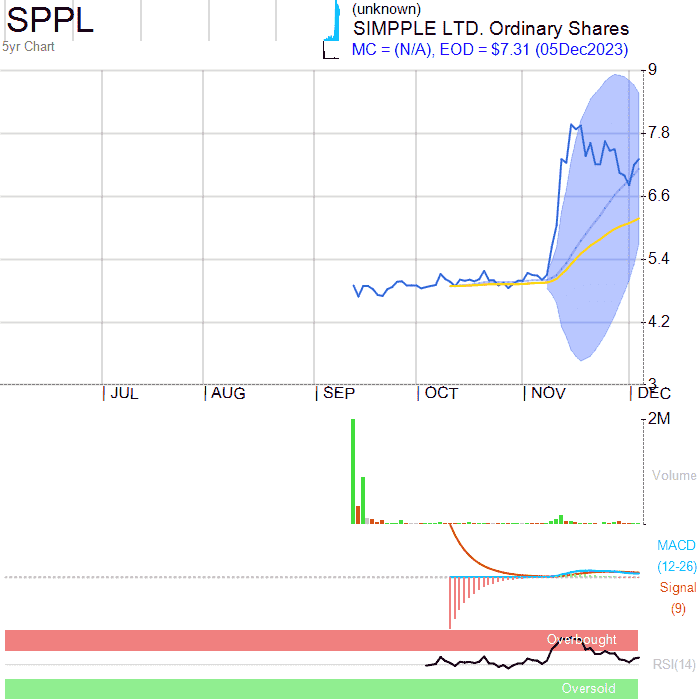 SPPL
(unknown)
SIMPPLE LTD. Ordinary Shares
5yr Chart
MC = (N/A), EOD = $7.31 (05Dec2023)
9
7.8
6.6
5.4
4.2
3
JUL AUG SEP OCT NOV DEC
2M
Volume
MACD
(12-26)
Signal
(9)
Overbought
RSI(14)
Oversold